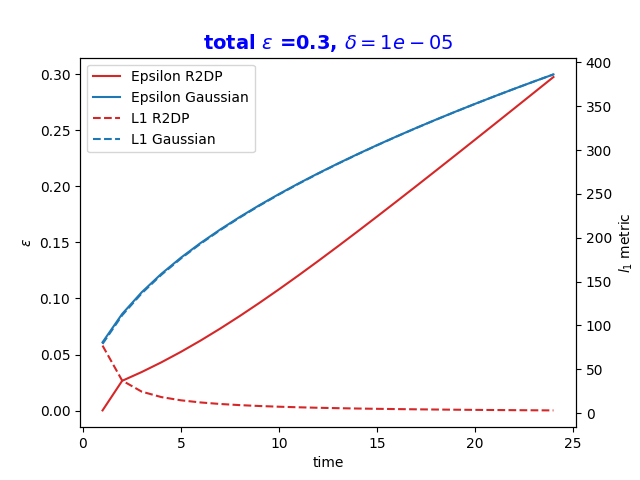 total ε =0.3, δ = 1e − 05
Epsilon R2DP
Epsilon Gaussian
L1 R2DP
L1 Gaussian
0.30
0.25
0.20
0.15
0.10
0.05
0.00
ε
400
350
300
250
200
150
100
50
0
l₁ metric
0 5 10 15 20 25
time